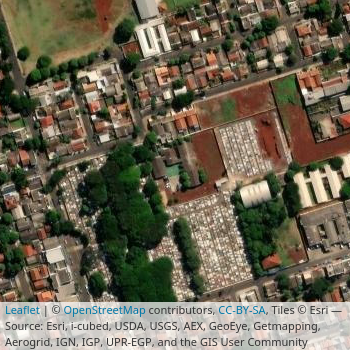 Leaflet | © OpenStreetMap contributors, CC-BY-SA, Tiles © Esri —
Source: Esri, i-cubed, USDA, USGS, AEX, GeoEye, Getmapping,
Aerogrid, IGN, IGP, UPR-EGP, and the GIS User Community